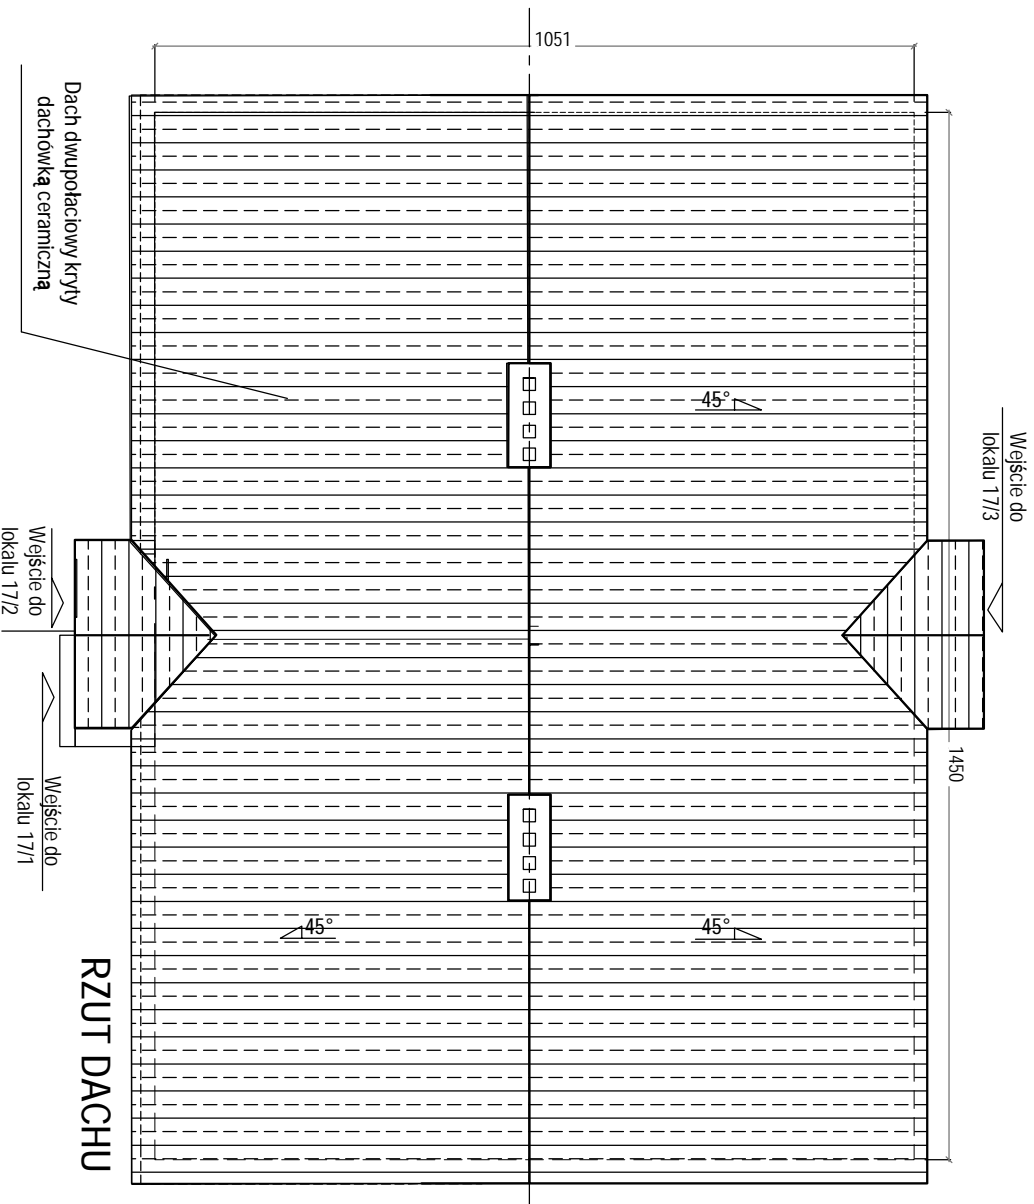 1051
Dach dwupołaciowy kryty
dachówką ceramiczną
45°
Wejście do
lokalu 17/3
Wejście do
lokalu 17/2
1450
Wejście do
lokalu 17/1
45°
45°
RZUT DACHU